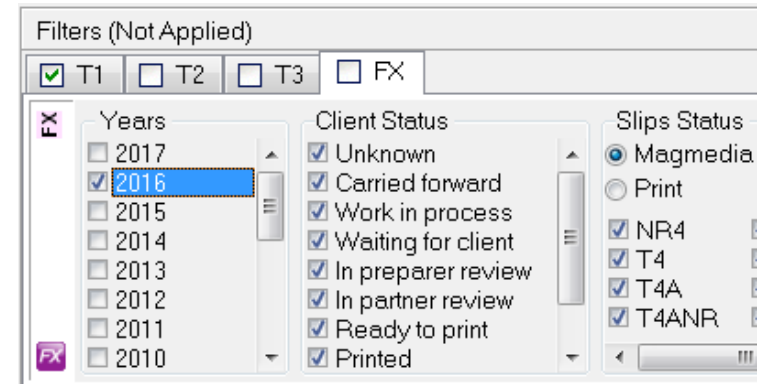 Filters (Not Applied)
T1 T2 T3 FX
FX
Years
2017
2016
2015
2014
2013
2012
2011
2010
FX
Client Status
Unknown
Carried forward
Work in process
Waiting for client
In preparer review
In partner review
Ready to print
Printed
Slips Status
Magmedia
Print
NR4
T4
T4A
T4ANR